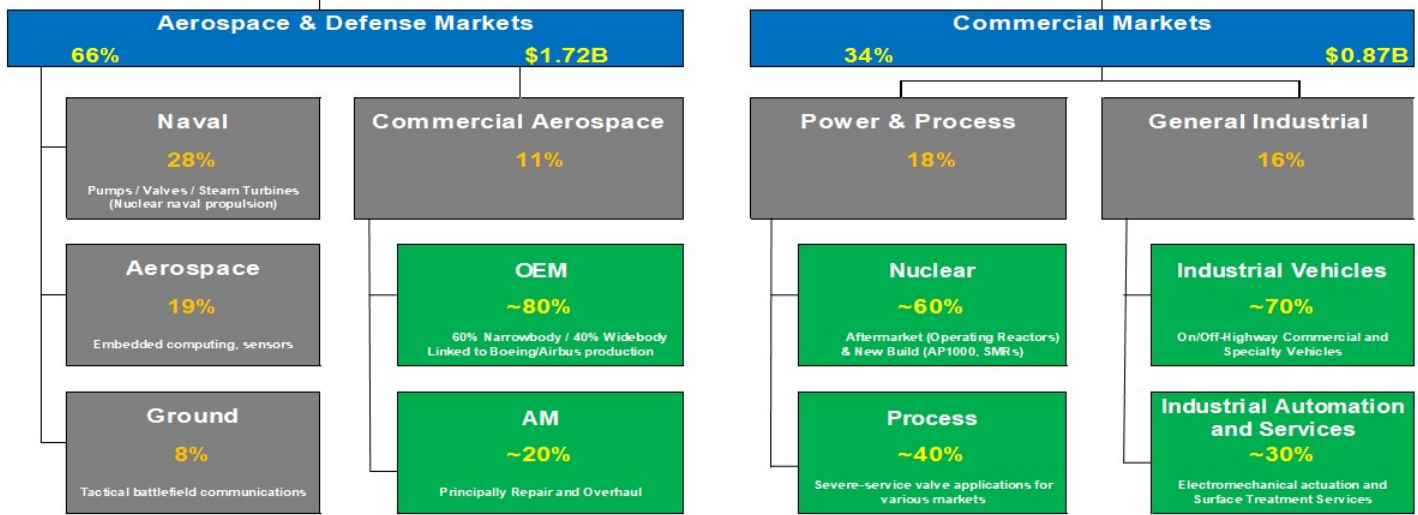 Aerospace & Defense Markets
66% $1.72B
Naval
28%
Pumps / Valves / Steam Turbines
(Nuclear naval propulsion)
Aerospace
19%
Embedded computing, sensors
Ground
8%
Tactical battlefield communications
Commercial Aerospace
11%
OEM
~80%
60% Narrowbody / 40% Widebody
Linked to Boeing/Airbus production
AM
~20%
Principally Repair and Overhaul
Commercial Markets
34% $0.87B
Power & Process
18%
Nuclear
~60%
Aftermarket (Operating Reactors)
& New Build (AP1000, SMRs)
Process
~40%
Severe-service valve applications for
various markets
General Industrial
16%
Industrial Vehicles
~70%
On/Off-Highway Commercial and
Specialty Vehicles
Industrial Automation
and Services
~30%
Electromechanical actuation and
Surface Treatment Services